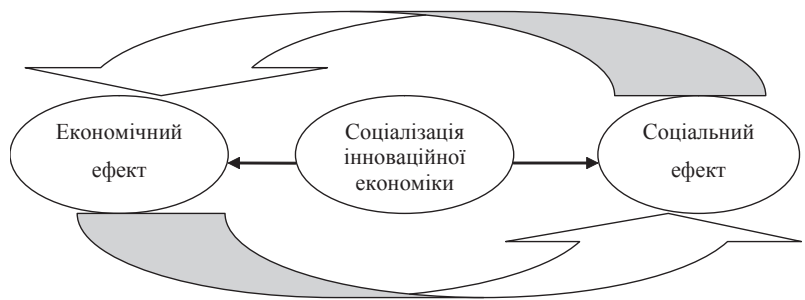 Економічний
ефект
Соціалізація
інноваційної
економіки
Соціальний
ефект